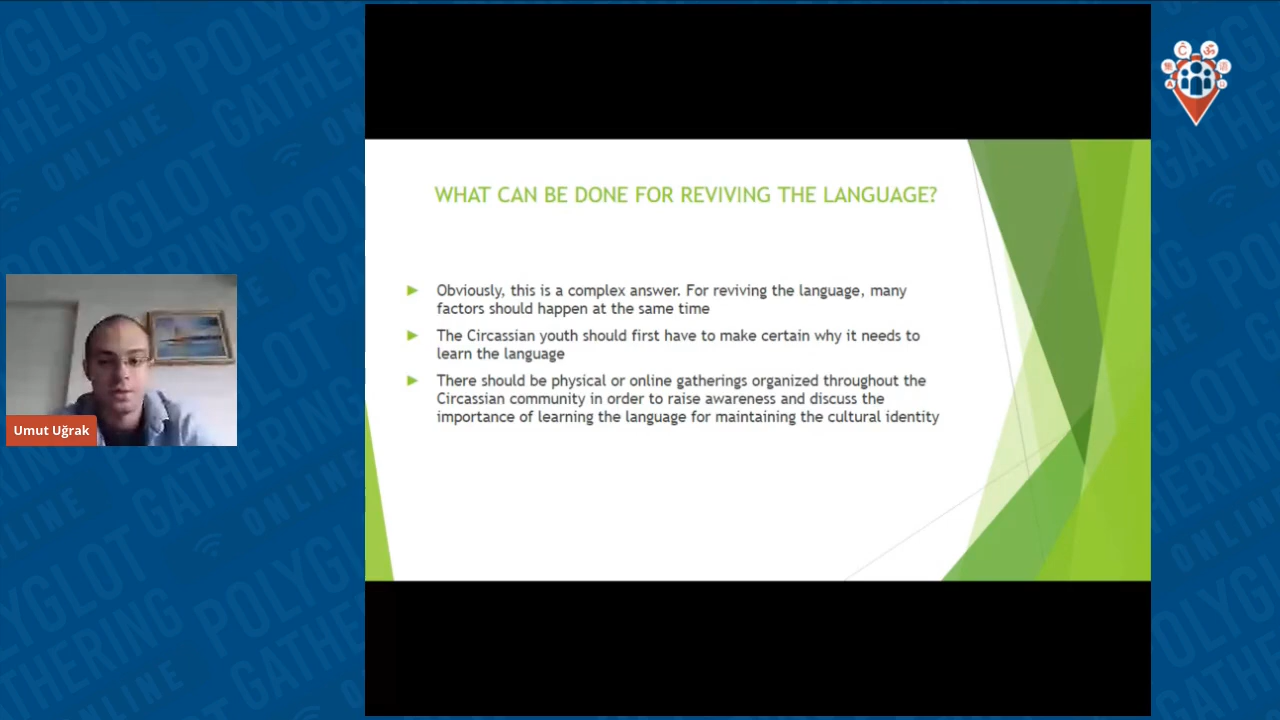 WHAT CAN BE DONE FOR REVIVING THE LANGUAGE?
► Obviously, this is a complex answer. For reviving the language, many
factors should happen at the same time
► The Circassian youth should first have to make certain why it needs to
learn the language
► There should be physical or online gatherings organized throughout the
Circassian community in order to raise awareness and discuss the
importance of learning the language for maintaining the cultural identity
Umut Uğrak
POLYGLOT
GATHERING
ONLINE